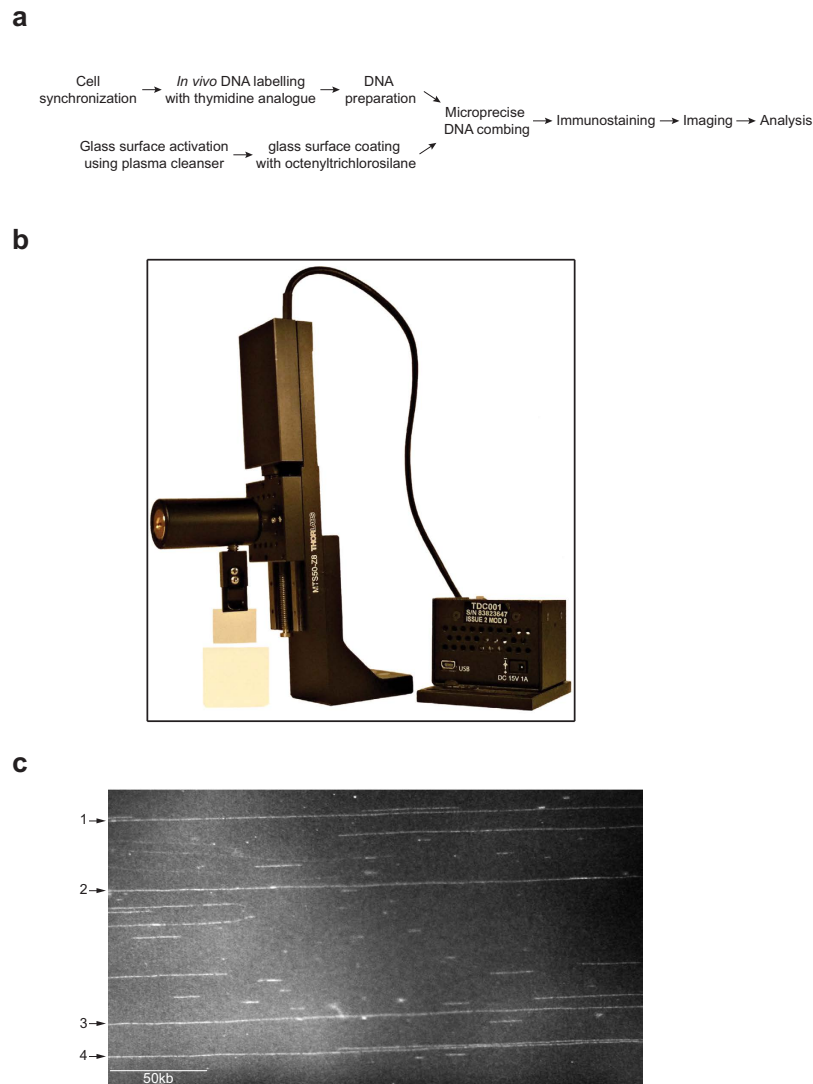 a
Cell
synchronization
In vivo DNA labelling
with thymidine analogue
DNA
preparation
Glass surface activation
using plasma cleanser
glass surface coating
with octenyltrichlorosilane
Microprecise
DNA combing
Immunostaining
Imaging
Analysis
b
MTS50-Z8 THORLABS
TDC001
S/N 83823647
ISSUE 2 MOD 0
USB
DC 15V 1A
c
1
2
3
4
50kb